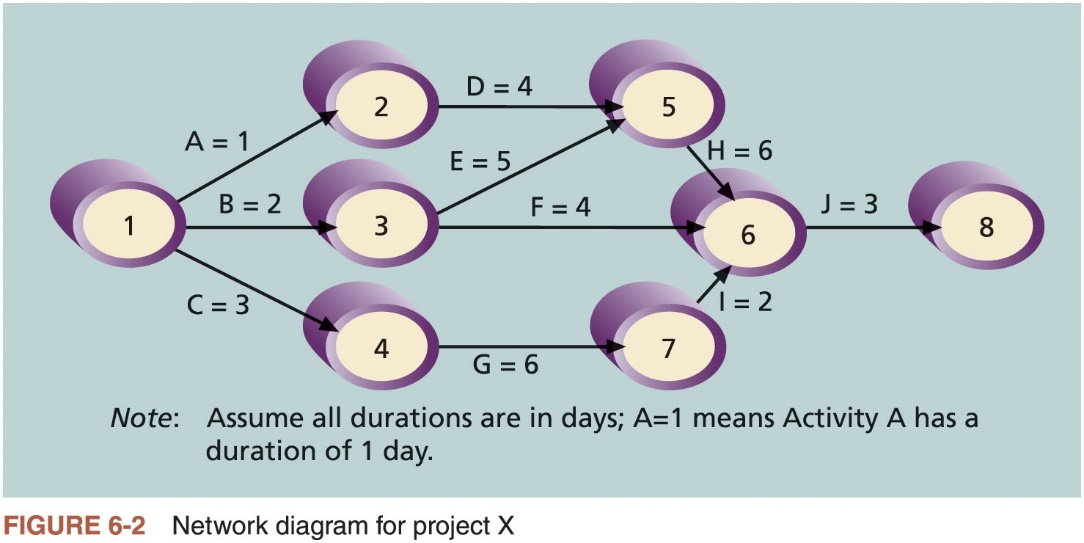 D = 4
2
5
A = 1
E = 5
H = 6
B = 2
F = 4
J = 3
1
3
6
8
C = 3
I = 2
4
7
G = 6
Note: Assume all durations are in days; A=1 means Activity A has a
duration of 1 day.
FIGURE 6-2 Network diagram for project X